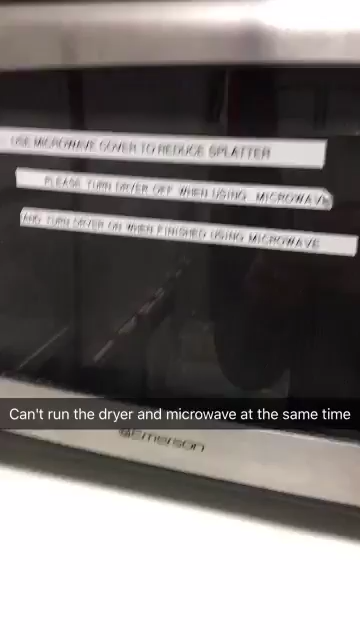 USE MICROWAVE COVER TO REDUCE SPLATTER
PLEASE TURN DRYER OFF WHEN USING MICROWAVE
AND TURN DRYER ON WHEN FINISHED USING MICROWAVE
Can't run the dryer and microwave at the same time
Emerson